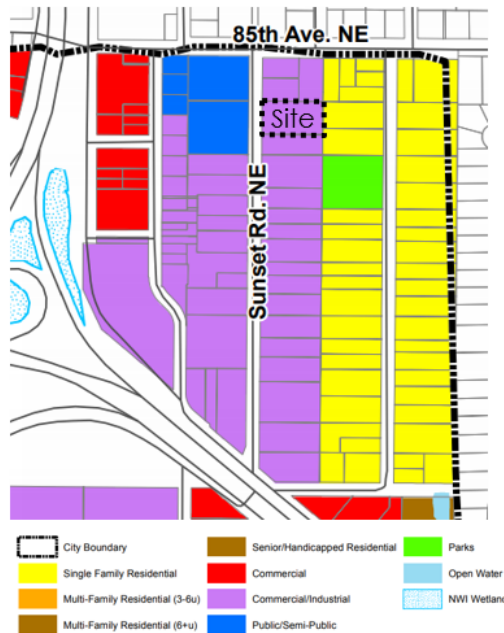 85th Ave. NE
Site
Sunset Rd. NE
City Boundary
Single Family Residential
Multi-Family Residential (3-6u)
Multi-Family Residential (6+u)
Senior/Handicapped Residential
Commercial
Commercial/Industrial
Public/Semi-Public
Parks
Open Water
NWI Wetlan